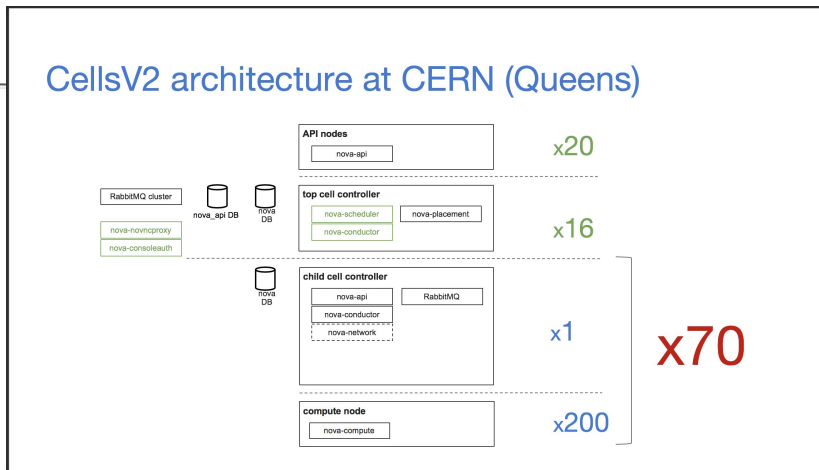 CellsV2 architecture at CERN (Queens)
API nodes
nova-api
x20
RabbitMQ cluster
nova_api DB
nova
DB
nova-novncproxy
nova-consoleauth
top cell controller
nova-scheduler
nova-placement
nova-conductor
x16
nova
DB
child cell controller
nova-api
RabbitMQ
nova-conductor
nova-network
x1
x70
compute node
nova-compute
x200